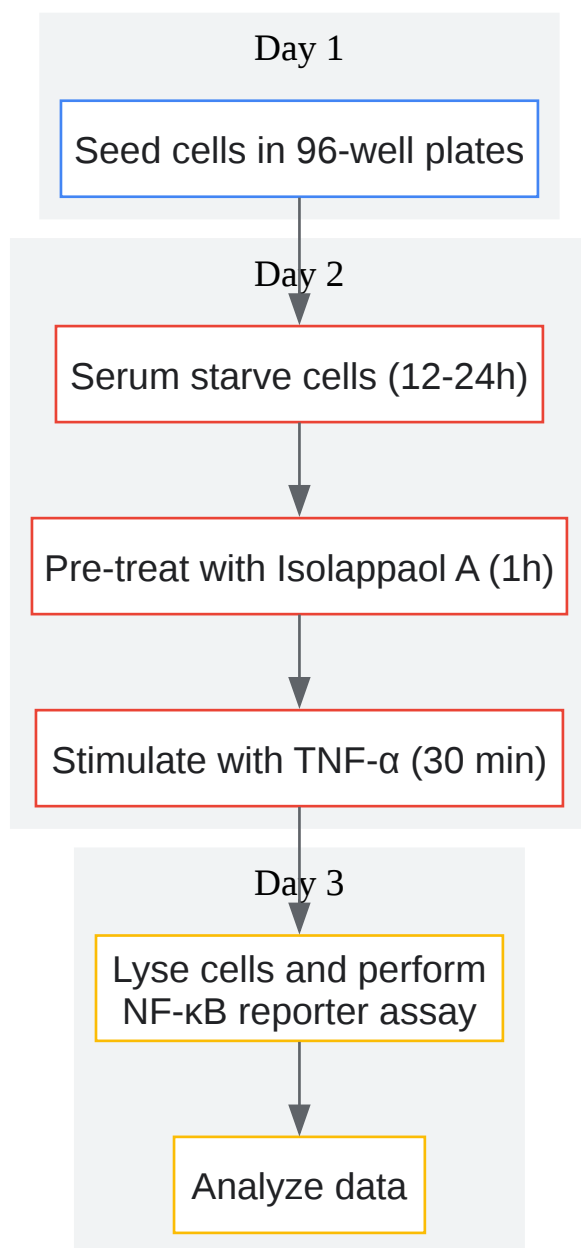 Day 1
Seed cells in 96-well plates
Day 2
Serum starve cells (12-24h)
Pre-treat with Isolappaol A (1h)
Stimulate with TNF-α (30 min)
Day 3
Lyse cells and perform
NF-κB reporter assay
Analyze data